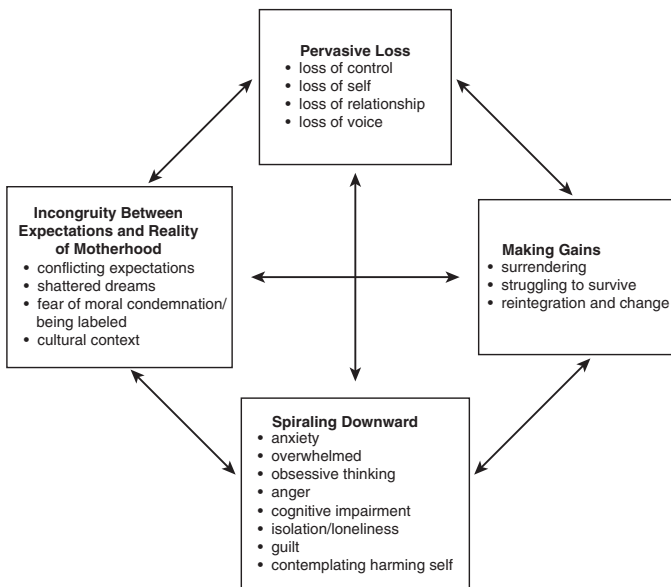 Pervasive Loss
• loss of control
• loss of self
• loss of relationship
• loss of voice
Incongruity Between
Expectations and Reality
of Motherhood
• conflicting expectations
• shattered dreams
• fear of moral condemnation/
being labeled
• cultural context
Making Gains
• surrendering
• struggling to survive
• reintegration and change
Spiraling Downward
• anxiety
• overwhelmed
• obsessive thinking
• anger
• cognitive impairment
• isolation/loneliness
• guilt
• contemplating harming self